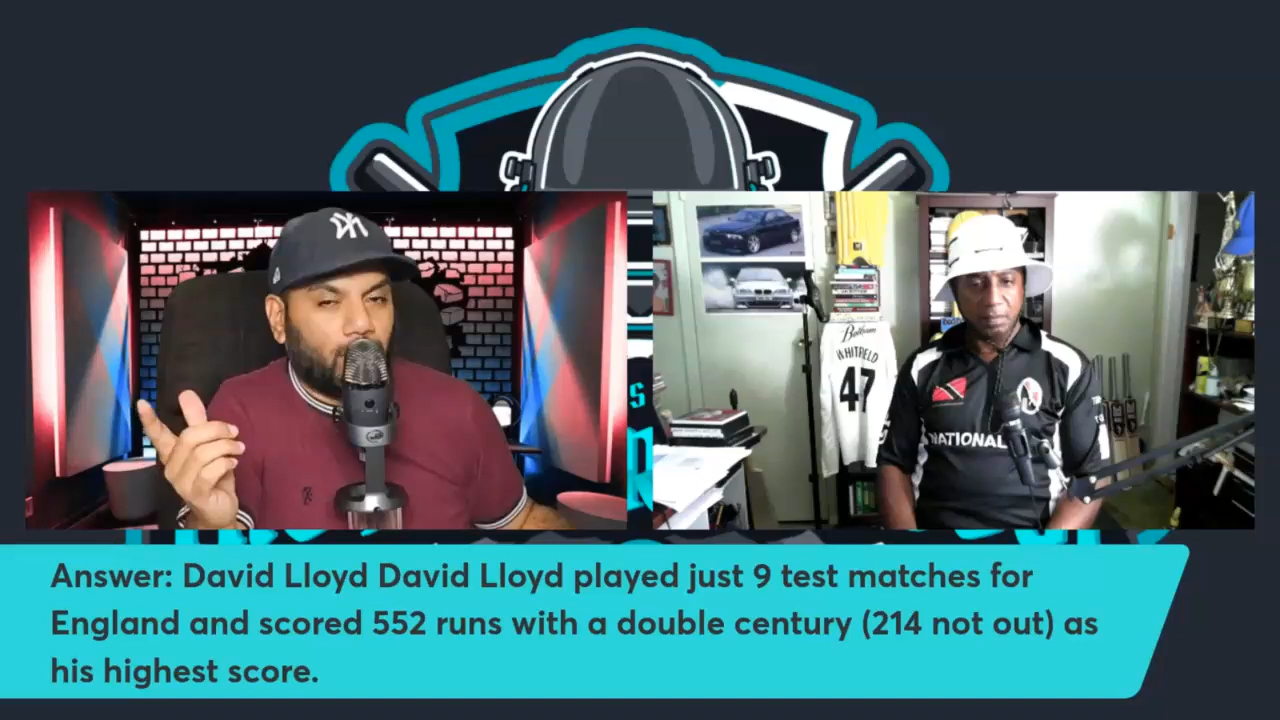 Botham
WHITFIELD
47
NATIONAL
S
Answer: David Lloyd David Lloyd played just 9 test matches for
England and scored 552 runs with a double century (214 not out) as
his highest score.